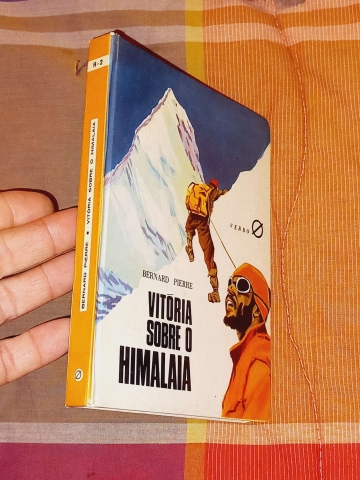 H-2
BERNARD PIERRE • VITÓRIA SOBRE O HIMALAIA
VERBO
BERNARD PIERRE
VITÓRIA
SOBRE O
HIMALAIA